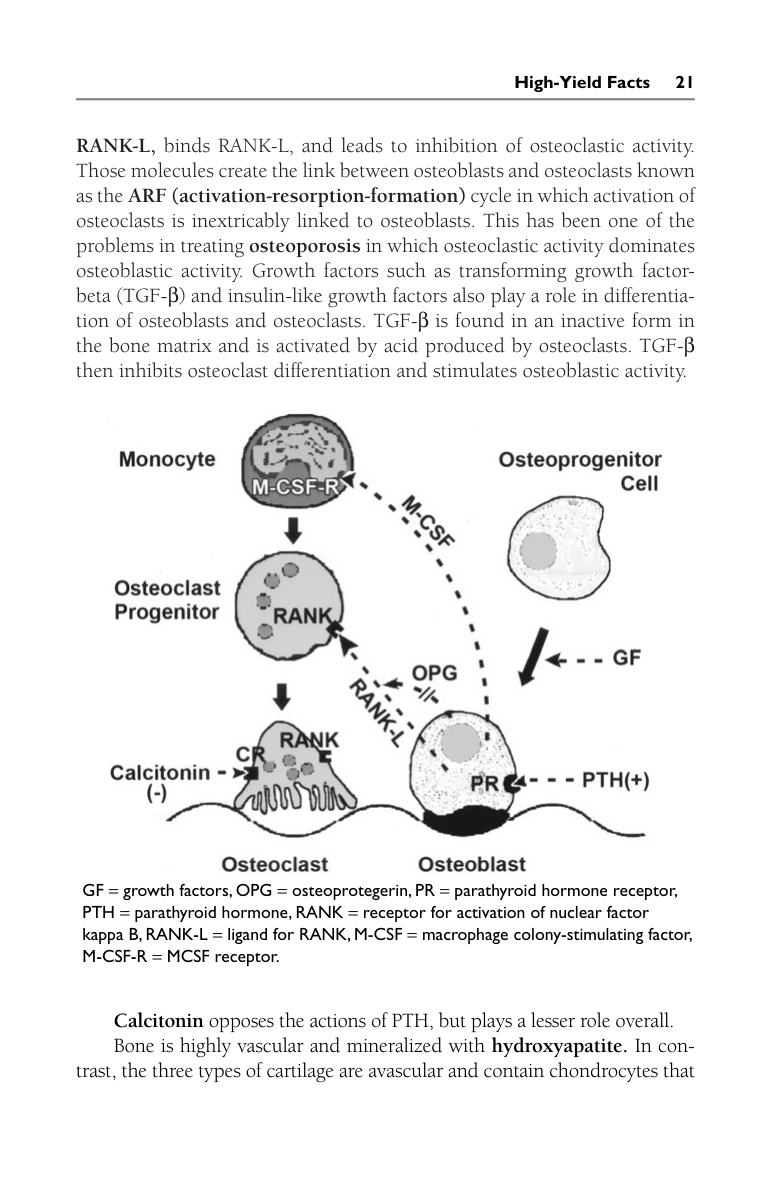 High-Yield Facts 21
RANK-L, binds RANK-L, and leads to inhibition of osteoclastic activity.
Those molecules create the link between osteoblasts and osteoclasts known
as the ARF (activation-resorption-formation) cycle in which activation of
osteoclasts is inextricably linked to osteoblasts. This has been one of the
problems in treating osteoporosis in which osteoclastic activity dominates
osteoblastic activity. Growth factors such as transforming growth factor-
beta (TGF-β) and insulin-like growth factors also play a role in differentia-
tion of osteoblasts and osteoclasts. TGF-β is found in an inactive form in
the bone matrix and is activated by acid produced by osteoclasts. TGF-β
then inhibits osteoclast differentiation and stimulates osteoblastic activity.
Monocyte
M-CSF-R
M-CSF
Osteoprogenitor
Cell
Osteoclast
Progenitor
RANK
RANK-L
OPG
GF
Calcitonin
(-)
CR
RANK
PR
PTH(+)
Osteoclast
Osteoblast
GF = growth factors, OPG = osteoprotegerin, PR = parathyroid hormone receptor,
PTH = parathyroid hormone, RANK = receptor for activation of nuclear factor
kappa B, RANK-L = ligand for RANK, M-CSF = macrophage colony-stimulating factor,
M-CSF-R = MCSF receptor.
Calcitonin opposes the actions of PTH, but plays a lesser role overall.
Bone is highly vascular and mineralized with hydroxyapatite. In con-
trast, the three types of cartilage are avascular and contain chondrocytes that